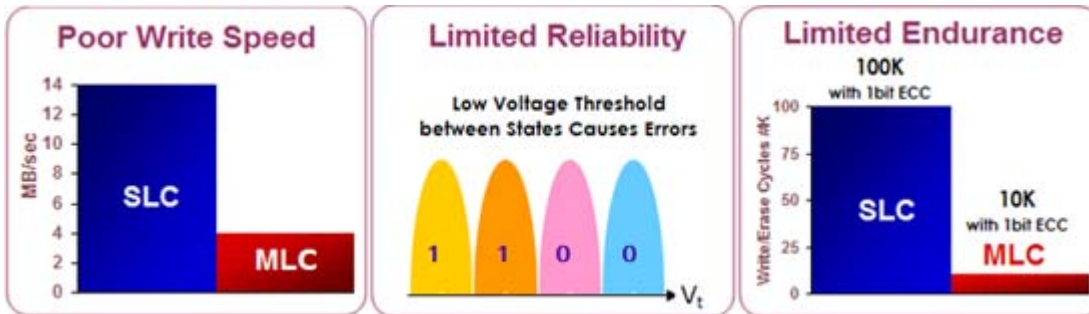 Poor Write Speed
MB/sec
14
12
10
8
6
4
2
0
SLC
MLC
Limited Reliability
Low Voltage Threshold
between States Causes Errors
1 1 0 0
Vt
Limited Endurance
100K
with 1bit ECC
Write/Erase Cycles #K
100
75
50
25
0
SLC
10K
with 1bit ECC
MLC